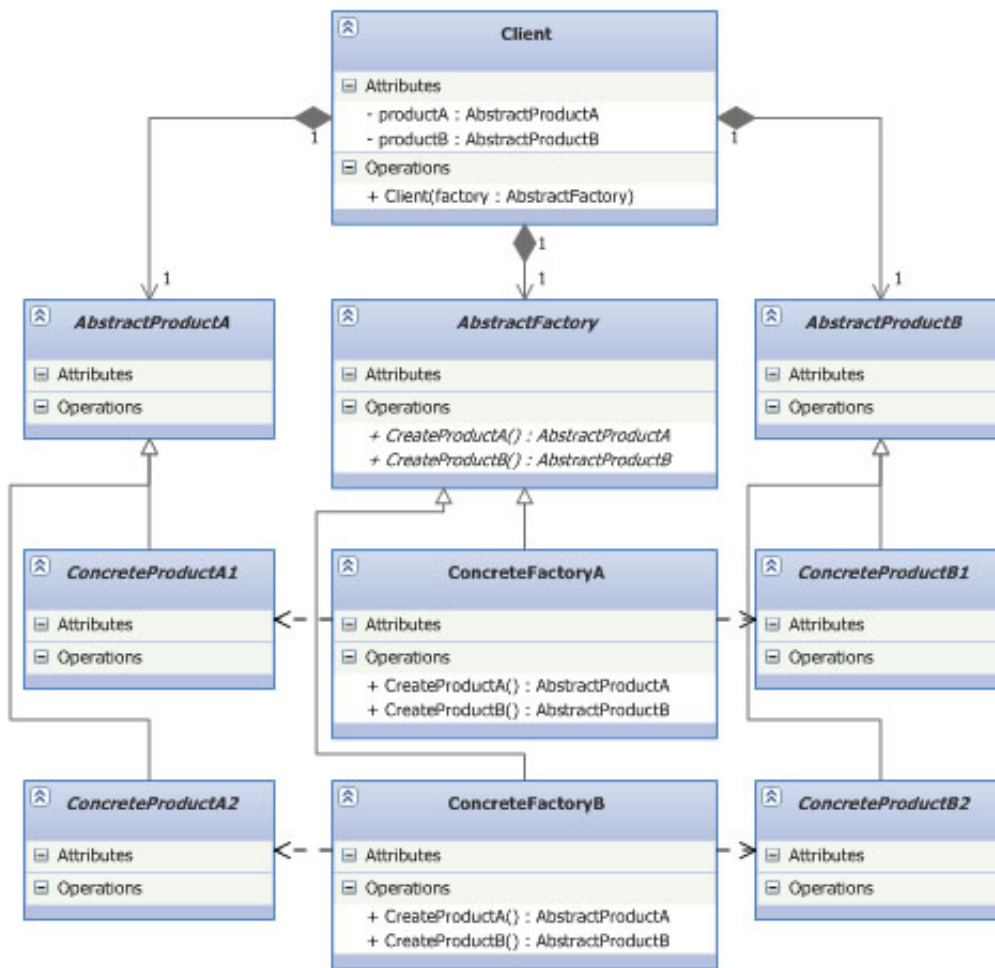 Client
Attributes
- productA : AbstractProductA
- productB : AbstractProductB
Operations
+ Client(factory : AbstractFactory)
1
1
1
1
1
1
AbstractProductA
Attributes
Operations
AbstractFactory
Attributes
Operations
+ CreateProductA() : AbstractProductA
+ CreateProductB() : AbstractProductB
AbstractProductB
Attributes
Operations
ConcreteProductA1
Attributes
Operations
ConcreteFactoryA
Attributes
Operations
+ CreateProductA() : AbstractProductA
+ CreateProductB() : AbstractProductB
ConcreteProductB1
Attributes
Operations
ConcreteProductA2
Attributes
Operations
ConcreteFactoryB
Attributes
Operations
+ CreateProductA() : AbstractProductA
+ CreateProductB() : AbstractProductB
ConcreteProductB2
Attributes
Operations